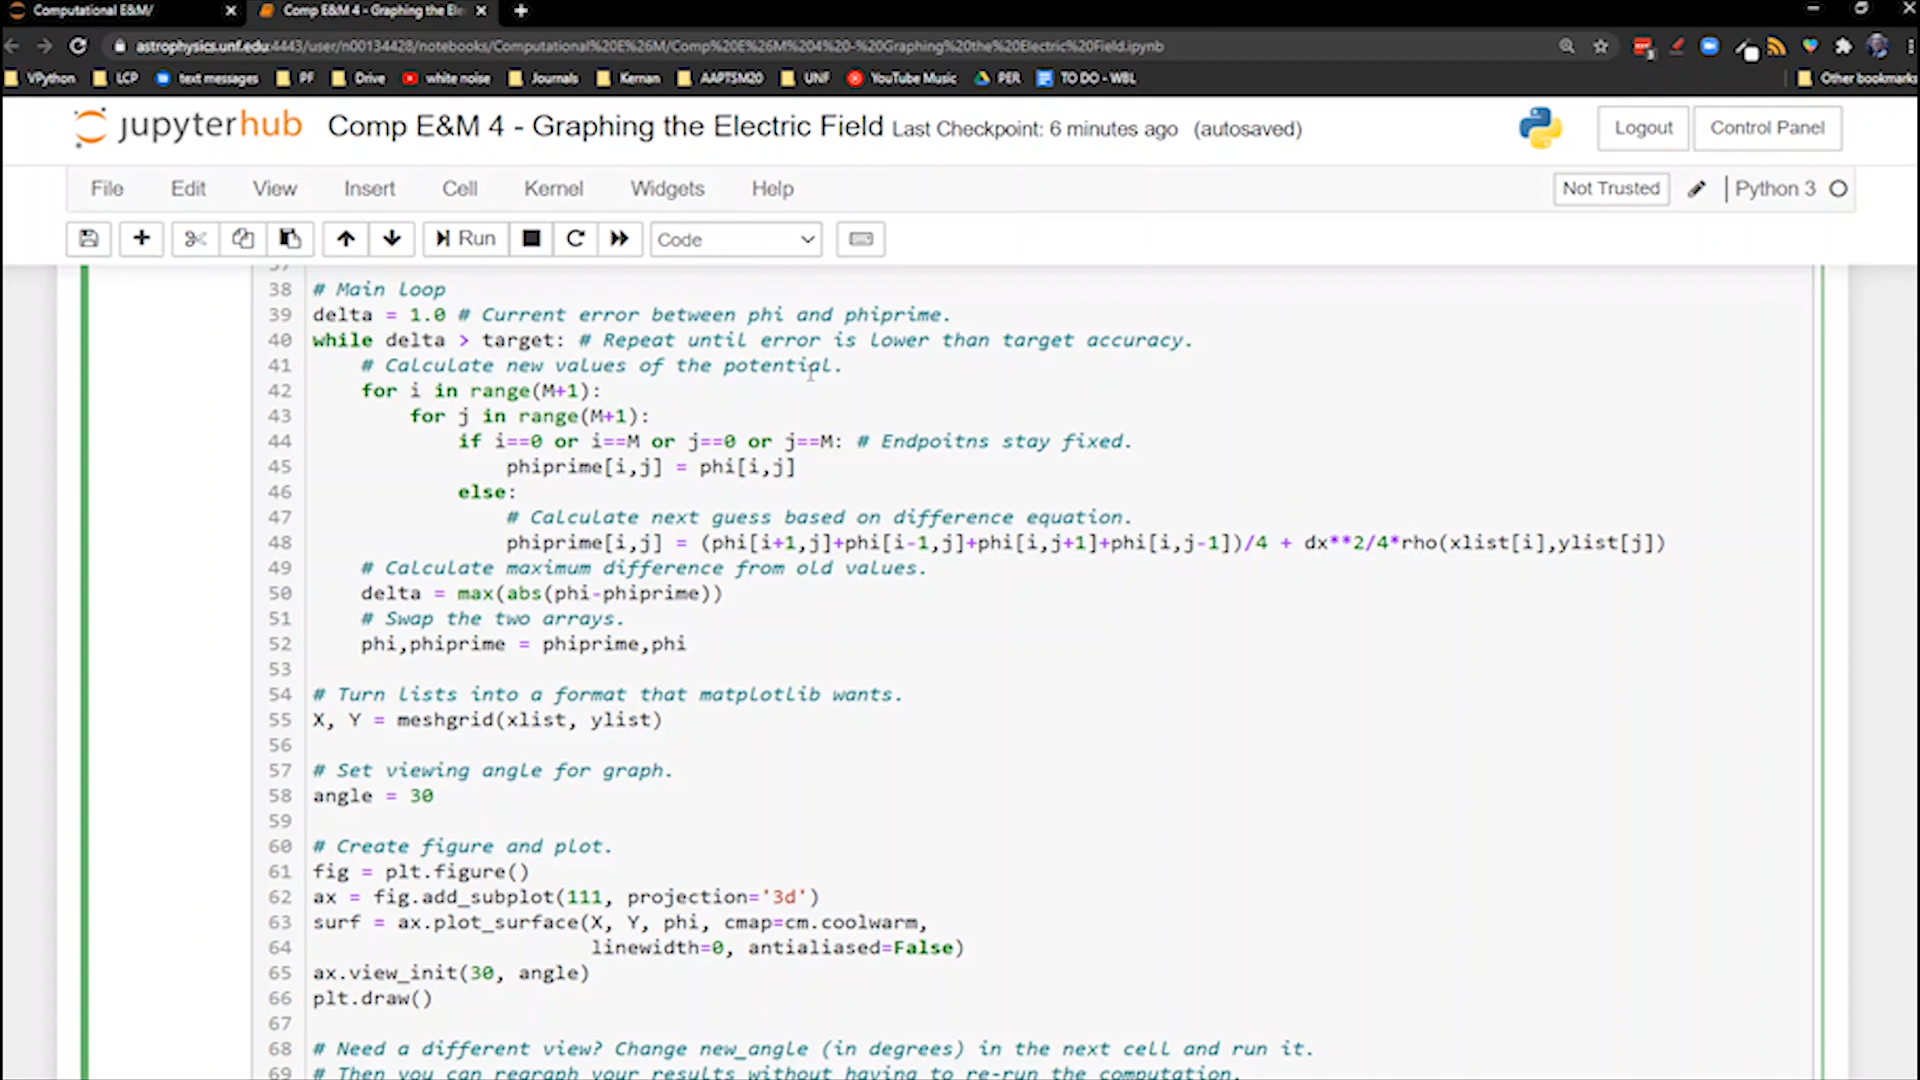 Computational E&M/
Comp E&M 4 - Graphing the Ele
astrophysics.unf.edu:4443/user/n00134428/notebooks/Computational%20E%26M/Comp%20E%26M%204%20-%20Graphing%20the%20Electric%20Field.ipynb
VPython LCP text messages PF Drive white noise Journals Kernan AAPTSM20 UNF YouTube Music PER TO DO - WBL Other bookmarks
jupyterhub Comp E&M 4 - Graphing the Electric Field Last Checkpoint: 6 minutes ago (autosaved) Logout Control Panel
File Edit View Insert Cell Kernel Widgets Help Not Trusted Python 3
Run Code
37
38 # Main Loop
39 delta = 1.0 # Current error between phi and phiprime.
40 while delta > target: # Repeat until error is lower than target accuracy.
41 # Calculate new values of the potential.
42 for i in range(M+1):
43 for j in range(M+1):
44 if i==0 or i==M or j==0 or j==M: # Endpoitns stay fixed.
45 phiprime[i,j] = phi[i,j]
46 else:
47 # Calculate next guess based on difference equation.
48 phiprime[i,j] = (phi[i+1,j]+phi[i-1,j]+phi[i,j+1]+phi[i,j-1])/4 + dx**2/4*rho(xlist[i],ylist[j])
49 # Calculate maximum difference from old values.
50 delta = max(abs(phi-phiprime))
51 # Swap the two arrays.
52 phi,phiprime = phiprime,phi
53
54 # Turn lists into a format that matplotlib wants.
55 X, Y = meshgrid(xlist, ylist)
56
57 # Set viewing angle for graph.
58 angle = 30
59
60 # Create figure and plot.
61 fig = plt.figure()
62 ax = fig.add_subplot(111, projection='3d')
63 surf = ax.plot_surface(X, Y, phi, cmap=cm.coolwarm,
64 linewidth=0, antialiased=False)
65 ax.view_init(30, angle)
66 plt.draw()
67
68 # Need a different view? Change new_angle (in degrees) in the next cell and run it.
69 # Then you can regraph your results without having to re-run the computation.